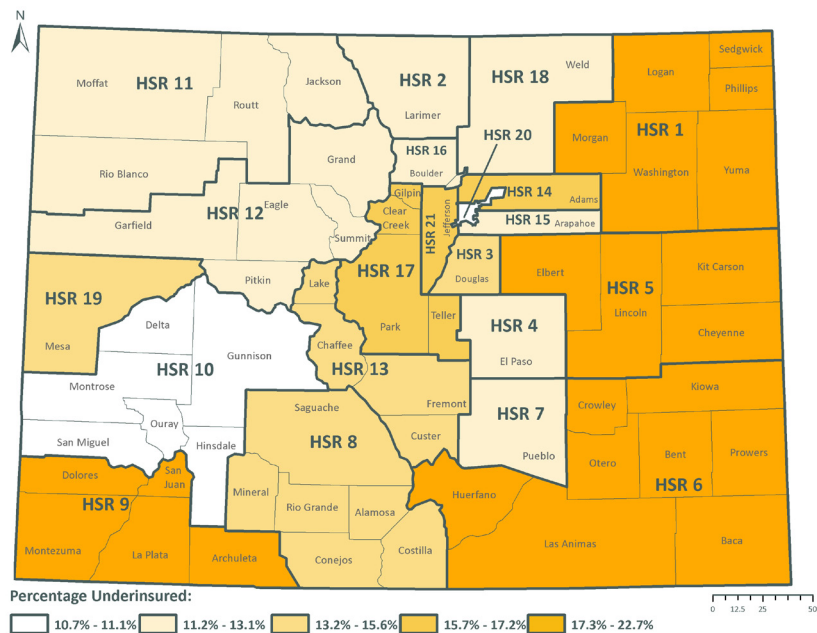 N
Sedgwick
Weld
Logan
Moffat
HSR 11
Jackson
HSR 2
HSR 18
Phillips
Routt
Larimer
HSR 20
Morgan
HSR 1
HSR 16
Grand
Boulder
Rio Blanco
Washington
Yuma
Gilpin
HSR 14
Adams
Eagle
HSR 12
Clear
Creek
HSR 21
Jefferson
HSR 15
Arapahoe
Garfield
Summit
HSR 3
Douglas
HSR 17
Elbert
Kit Carson
Pitkin
Lake
HSR 5
HSR 19
Lincoln
Delta
Park
Teller
HSR 4
Cheyenne
Mesa
Chaffee
Gunnison
El Paso
HSR 10
HSR 13
Montrose
Kiowa
Saguache
Fremont
Crowley
HSR 7
Ouray
Custer
San Miguel
Hinsdale
HSR 8
Pueblo
Otero
Bent
Prowers
Dolores
San
Juan
HSR 6
Mineral
Huerfano
HSR 9
Rio Grande
Alamosa
Montezuma
La Plata
Archuleta
Conejos
Costilla
Las Animas
Baca
Percentage Underinsured:
10.7% - 11.1%
11.2% - 13.1%
13.2% - 15.6%
15.7% - 17.2%
17.3% - 22.7%
0 12.5 25 50